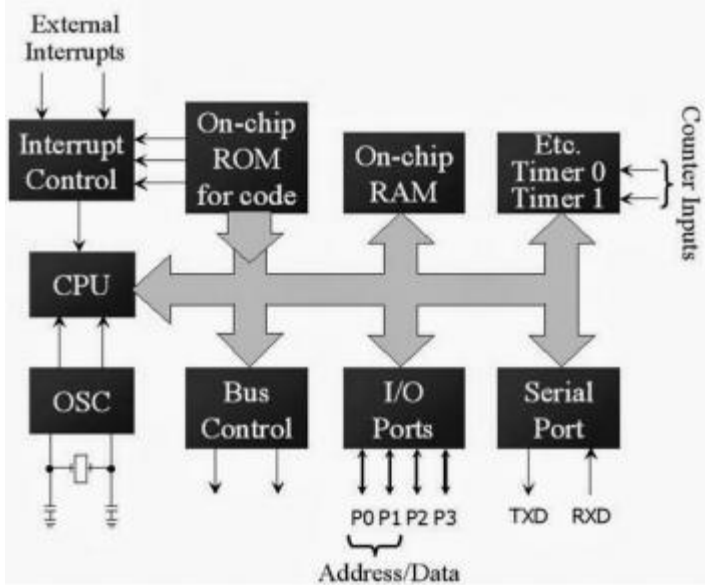 External
Interrupts
Interrupt
Control
On-chip
ROM
for code
On-chip
RAM
Etc.
Timer 0
Timer 1
Counter Inputs
CPU
OSC
Bus
Control
I/O
Ports
Serial
Port
P0 P1 P2 P3
TXD RXD
Address/Data